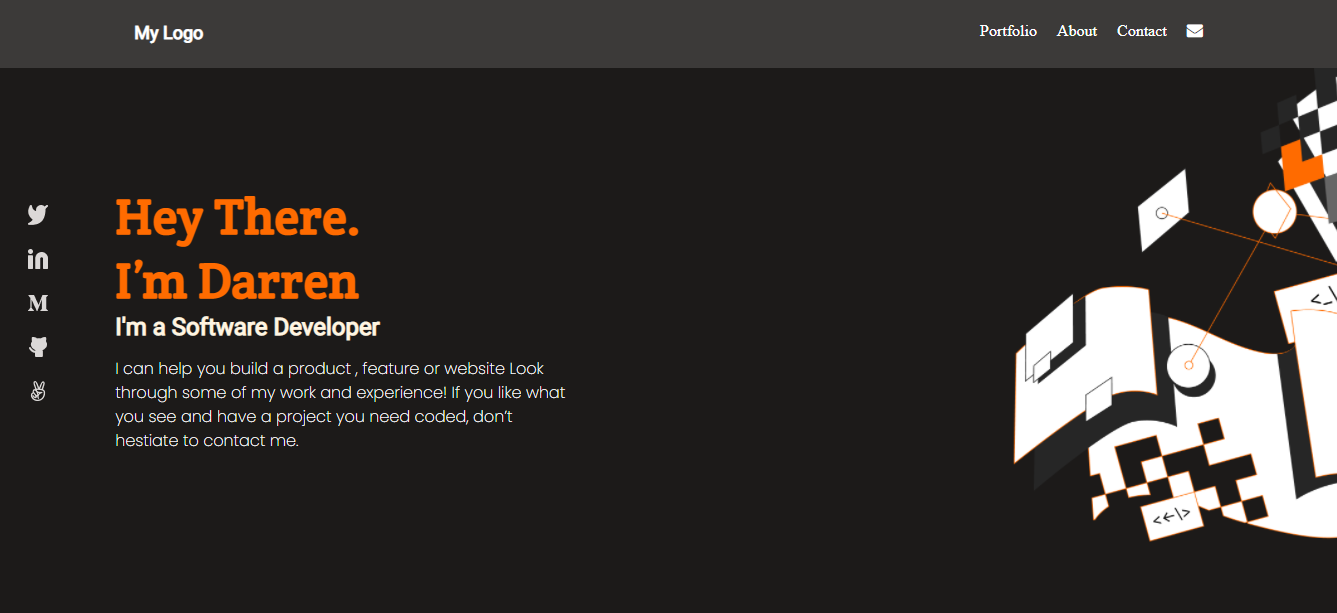 My Logo
Portfolio About Contact
Hey There.
I’m Darren
I'm a Software Developer
I can help you build a product , feature or website Look
through some of my work and experience! If you like what
you see and have a project you need coded, don’t
hestiate to contact me.
<←|>